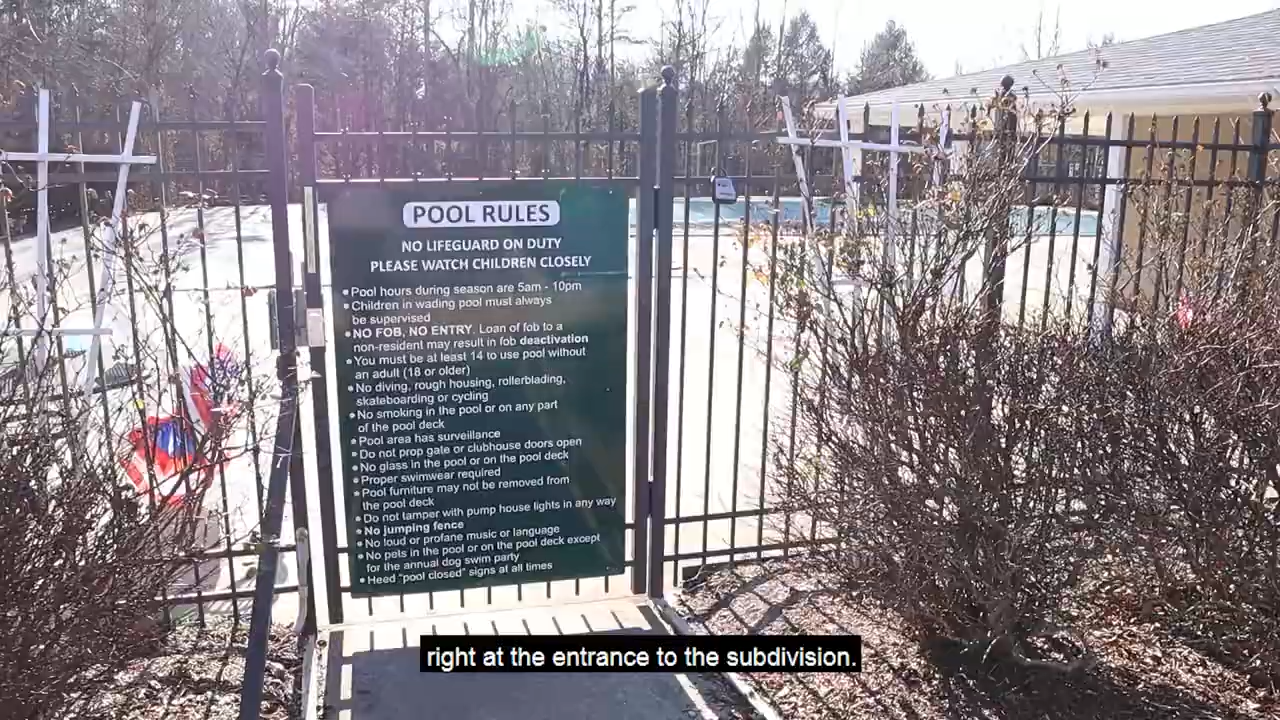 POOL RULES
NO LIFEGUARD ON DUTY
PLEASE WATCH CHILDREN CLOSELY
• Pool hours during season are 5am - 10pm
• Children in wading pool must always
be supervised
• NO FOB, NO ENTRY. Loan of fob to a
non-resident may result in fob deactivation
• You must be at least 14 to use pool without
an adult (18 or older)
• No diving, rough housing, rollerblading,
skateboarding or cycling
• No smoking in the pool or on any part
of the pool deck
• Pool area has surveillance
• Do not prop gate or clubhouse doors open
• No glass in the pool or on the pool deck
• Proper swimwear required
• Pool furniture may not be removed from
the pool deck
• Do not tamper with pump house lights in any way
• No jumping fence
• No loud or profane music or language
• No pets in the pool or on the pool deck except
for the annual dog swim party
• Heed "pool closed" signs at all times
right at the entrance to the subdivision.